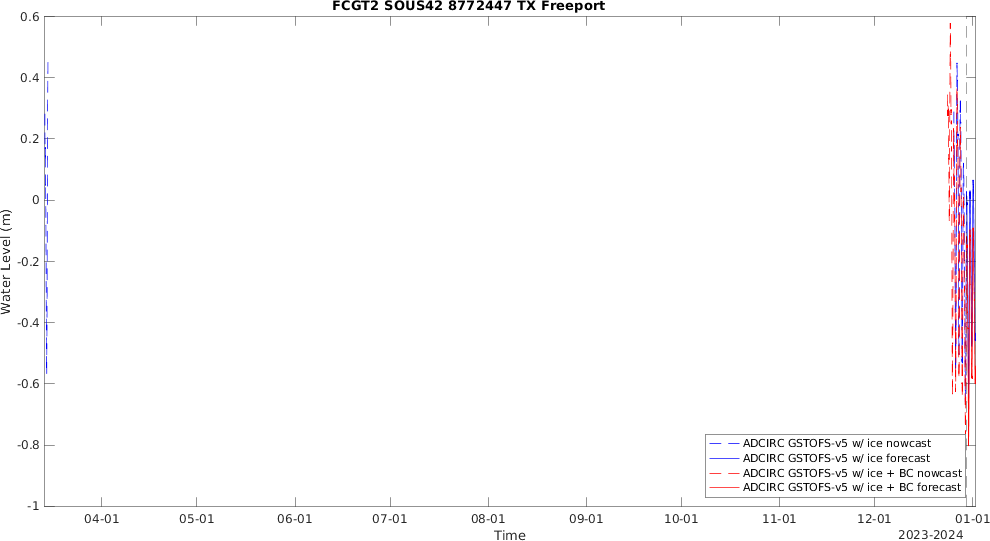 FCGT2 SOUS42 8772447 TX Freeport
0.6
0.4
0.2
0
-0.2
-0.4
-0.6
-0.8
-1
Water Level (m)
ADCIRC GSTOFS-v5 w/ ice nowcast
ADCIRC GSTOFS-v5 w/ ice forecast
ADCIRC GSTOFS-v5 w/ ice + BC nowcast
ADCIRC GSTOFS-v5 w/ ice + BC forecast
04-01 05-01 06-01 07-01 08-01 09-01 10-01 11-01 12-01 01-01
Time
2023-2024